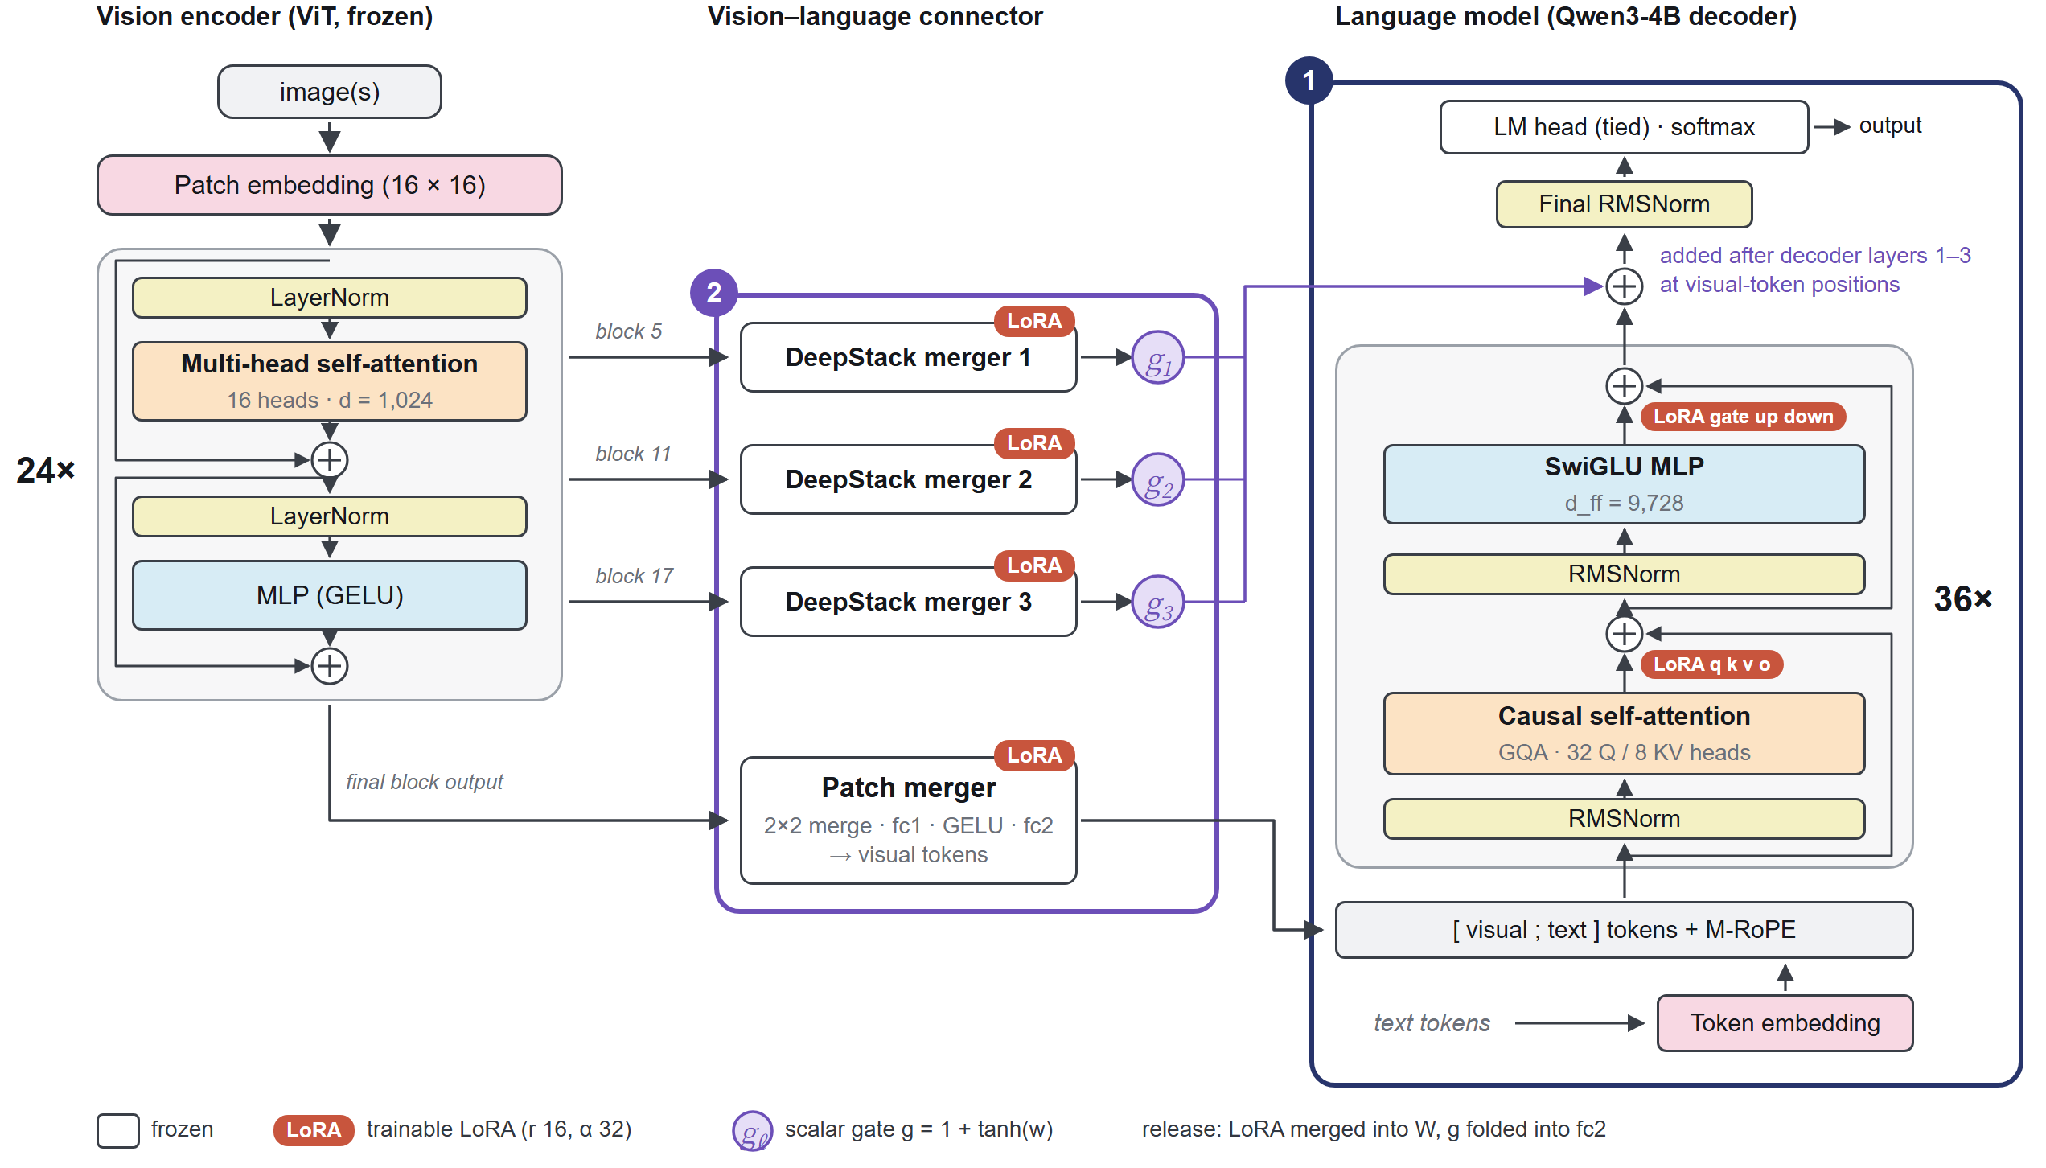 Vision encoder (ViT, frozen)
Vision–language connector
Language model (Qwen3-4B decoder)
image(s)
Patch embedding (16 × 16)
24×
LayerNorm
Multi-head self-attention
16 heads · d = 1,024
LayerNorm
MLP (GELU)
block 5
block 11
block 17
final block output
2
LoRA
DeepStack merger 1
g1
LoRA
DeepStack merger 2
g2
LoRA
DeepStack merger 3
g3
LoRA
Patch merger
2×2 merge · fc1 · GELU · fc2
→ visual tokens
1
LM head (tied) · softmax
output
Final RMSNorm
added after decoder layers 1–3
at visual-token positions
LoRA gate up down
SwiGLU MLP
d_ff = 9,728
RMSNorm
36×
LoRA q k v o
Causal self-attention
GQA · 32 Q / 8 KV heads
RMSNorm
[ visual ; text ] tokens + M-RoPE
text tokens
Token embedding
frozen
LoRA
trainable LoRA (r 16, α 32)
gℓ
scalar gate g = 1 + tanh(w)
release: LoRA merged into W, g folded into fc2